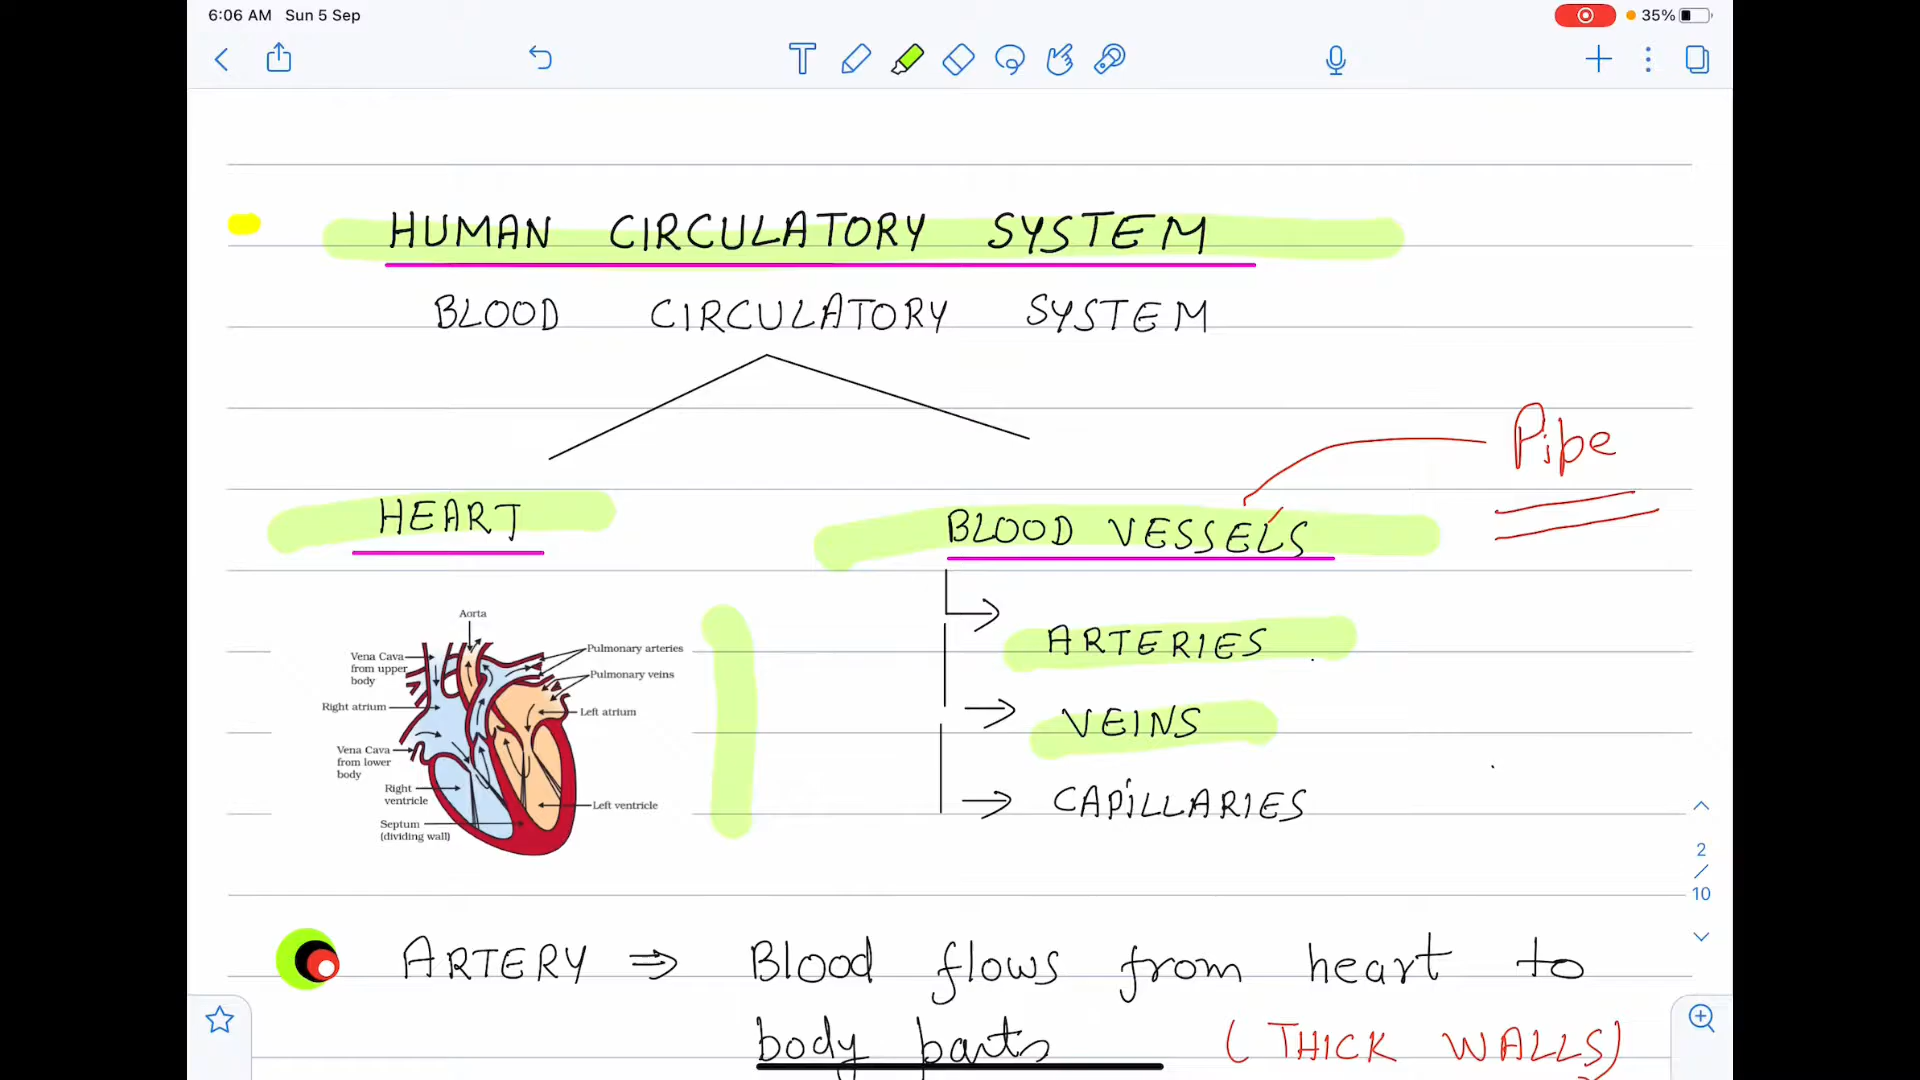 6:06 AM Sun 5 Sep
35%
HUMAN CIRCULATORY SYSTEM
BLOOD CIRCULATORY SYSTEM
Pipe
HEART
BLOOD VESSELS
ARTERIES
VEINS
CAPILLARIES
Aorta
Vena Cava
from upper
body
Pulmonary arteries
Pulmonary veins
Right atrium
Left atrium
Vena Cava
from lower
body
Right
ventricle
Left ventricle
Septum
(dividing wall)
2
/
10
ARTERY ⇒ Blood flows from heart to
body parts (THICK WALLS)